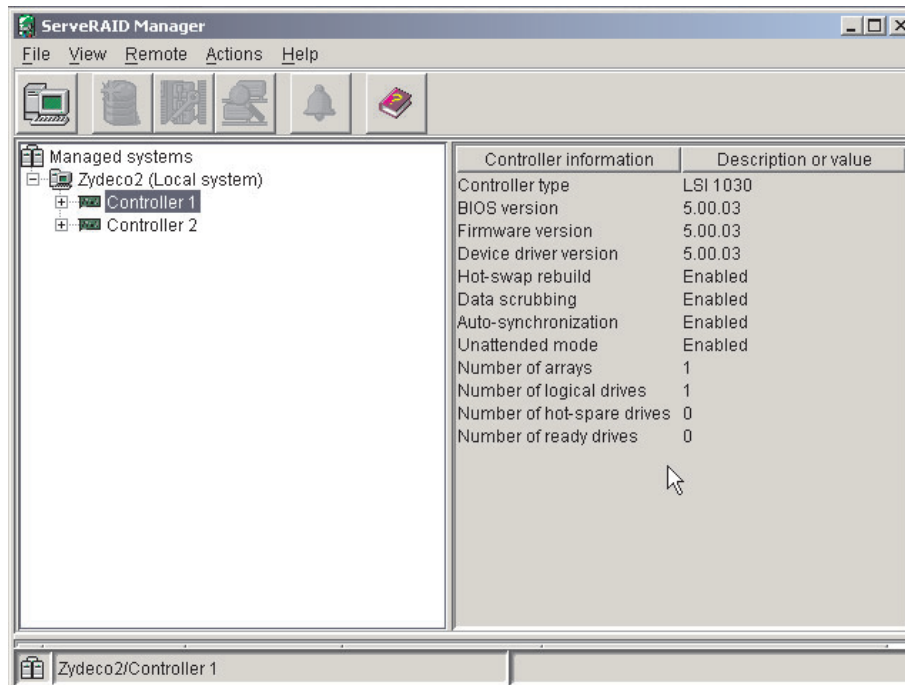 ServeRAID Manager
File View Remote Actions Help
Managed systems
Zydeco2 (Local system)
Controller 1
Controller 2
Controller information Description or value
Controller type LSI 1030
BIOS version 5.00.03
Firmware version 5.00.03
Device driver version 5.00.03
Hot-swap rebuild Enabled
Data scrubbing Enabled
Auto-synchronization Enabled
Unattended mode Enabled
Number of arrays 1
Number of logical drives 1
Number of hot-spare drives 0
Number of ready drives 0
Zydeco2/Controller 1